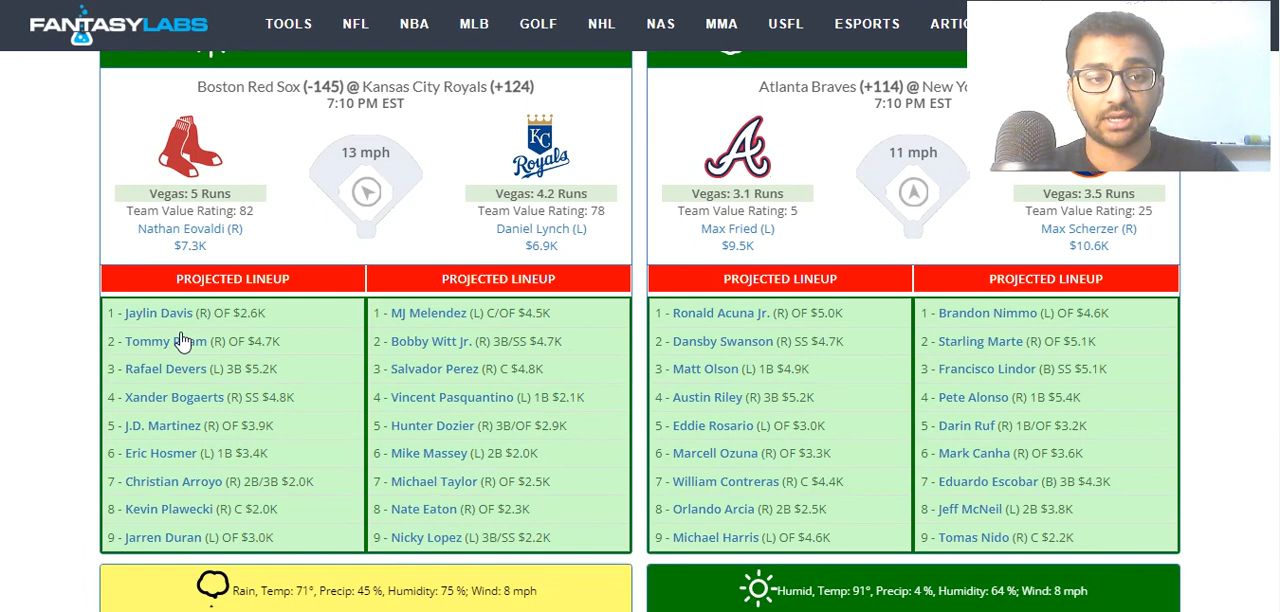 FANTASYLABS
TOOLS NFL NBA MLB GOLF NHL NAS MMA USFL ESPORTS
Boston Red Sox (-145) @ Kansas City Royals (+124)
7:10 PM EST
13 mph
KC
Royals
Vegas: 5 Runs
Team Value Rating: 82
Nathan Eovaldi (R)
$7.3K
Vegas: 4.2 Runs
Team Value Rating: 78
Daniel Lynch (L)
$6.9K
PROJECTED LINEUP
1 - Jaylin Davis (R) OF $2.6K
2 - Tommy (R) OF $4.7K
3 - Rafael Devers (L) 3B $5.2K
4 - Xander Bogaerts (R) SS $4.8K
5 - J.D. Martinez (R) OF $3.9K
6 - Eric Hosmer (L) 1B $3.4K
7 - Christian Arroyo (R) 2B/3B $2.0K
8 - Kevin Plawecki (R) C $2.0K
9 - Jarren Duran (L) OF $3.0K
PROJECTED LINEUP
1 - MJ Melendez (L) C/OF $4.5K
2 - Bobby Witt Jr. (R) 3B/SS $4.7K
3 - Salvador Perez (R) C $4.8K
4 - Vincent Pasquantino (L) 1B $2.1K
5 - Hunter Dozier (R) 3B/OF $2.9K
6 - Mike Massey (L) 2B $2.0K
7 - Michael Taylor (R) OF $2.5K
8 - Nate Eaton (R) OF $2.3K
9 - Nicky Lopez (L) 3B/SS $2.2K
Rain, Temp: 71°, Precip: 45 %, Humidity: 75 %; Wind: 8 mph
Atlanta Braves (+114) @ New
7:10 PM EST
11 mph
A
Vegas: 3.1 Runs
Team Value Rating: 5
Max Fried (L)
$9.5K
Vegas: 3.5 Runs
Team Value Rating: 25
Max Scherzer (R)
$10.6K
PROJECTED LINEUP
1 - Ronald Acuna Jr. (R) OF $5.0K
2 - Dansby Swanson (R) SS $4.7K
3 - Matt Olson (L) 1B $4.9K
4 - Austin Riley (R) 3B $5.2K
5 - Eddie Rosario (L) OF $3.0K
6 - Marcell Ozuna (R) OF $3.3K
7 - William Contreras (R) C $4.4K
8 - Orlando Arcia (R) 2B $2.5K
9 - Michael Harris (L) OF $4.6K
PROJECTED LINEUP
1 - Brandon Nimmo (L) OF $4.6K
2 - Starling Marte (R) OF $5.1K
3 - Francisco Lindor (B) SS $5.1K
4 - Pete Alonso (R) 1B $5.4K
5 - Darin Ruf (R) 1B/OF $3.2K
6 - Mark Canha (R) OF $3.6K
7 - Eduardo Escobar (B) 3B $4.3K
8 - Jeff McNeil (L) 2B $3.8K
9 - Tomas Nido (R) C $2.2K
Humid, Temp: 91°, Precip: 4 %, Humidity: 64 %; Wind: 8 mph